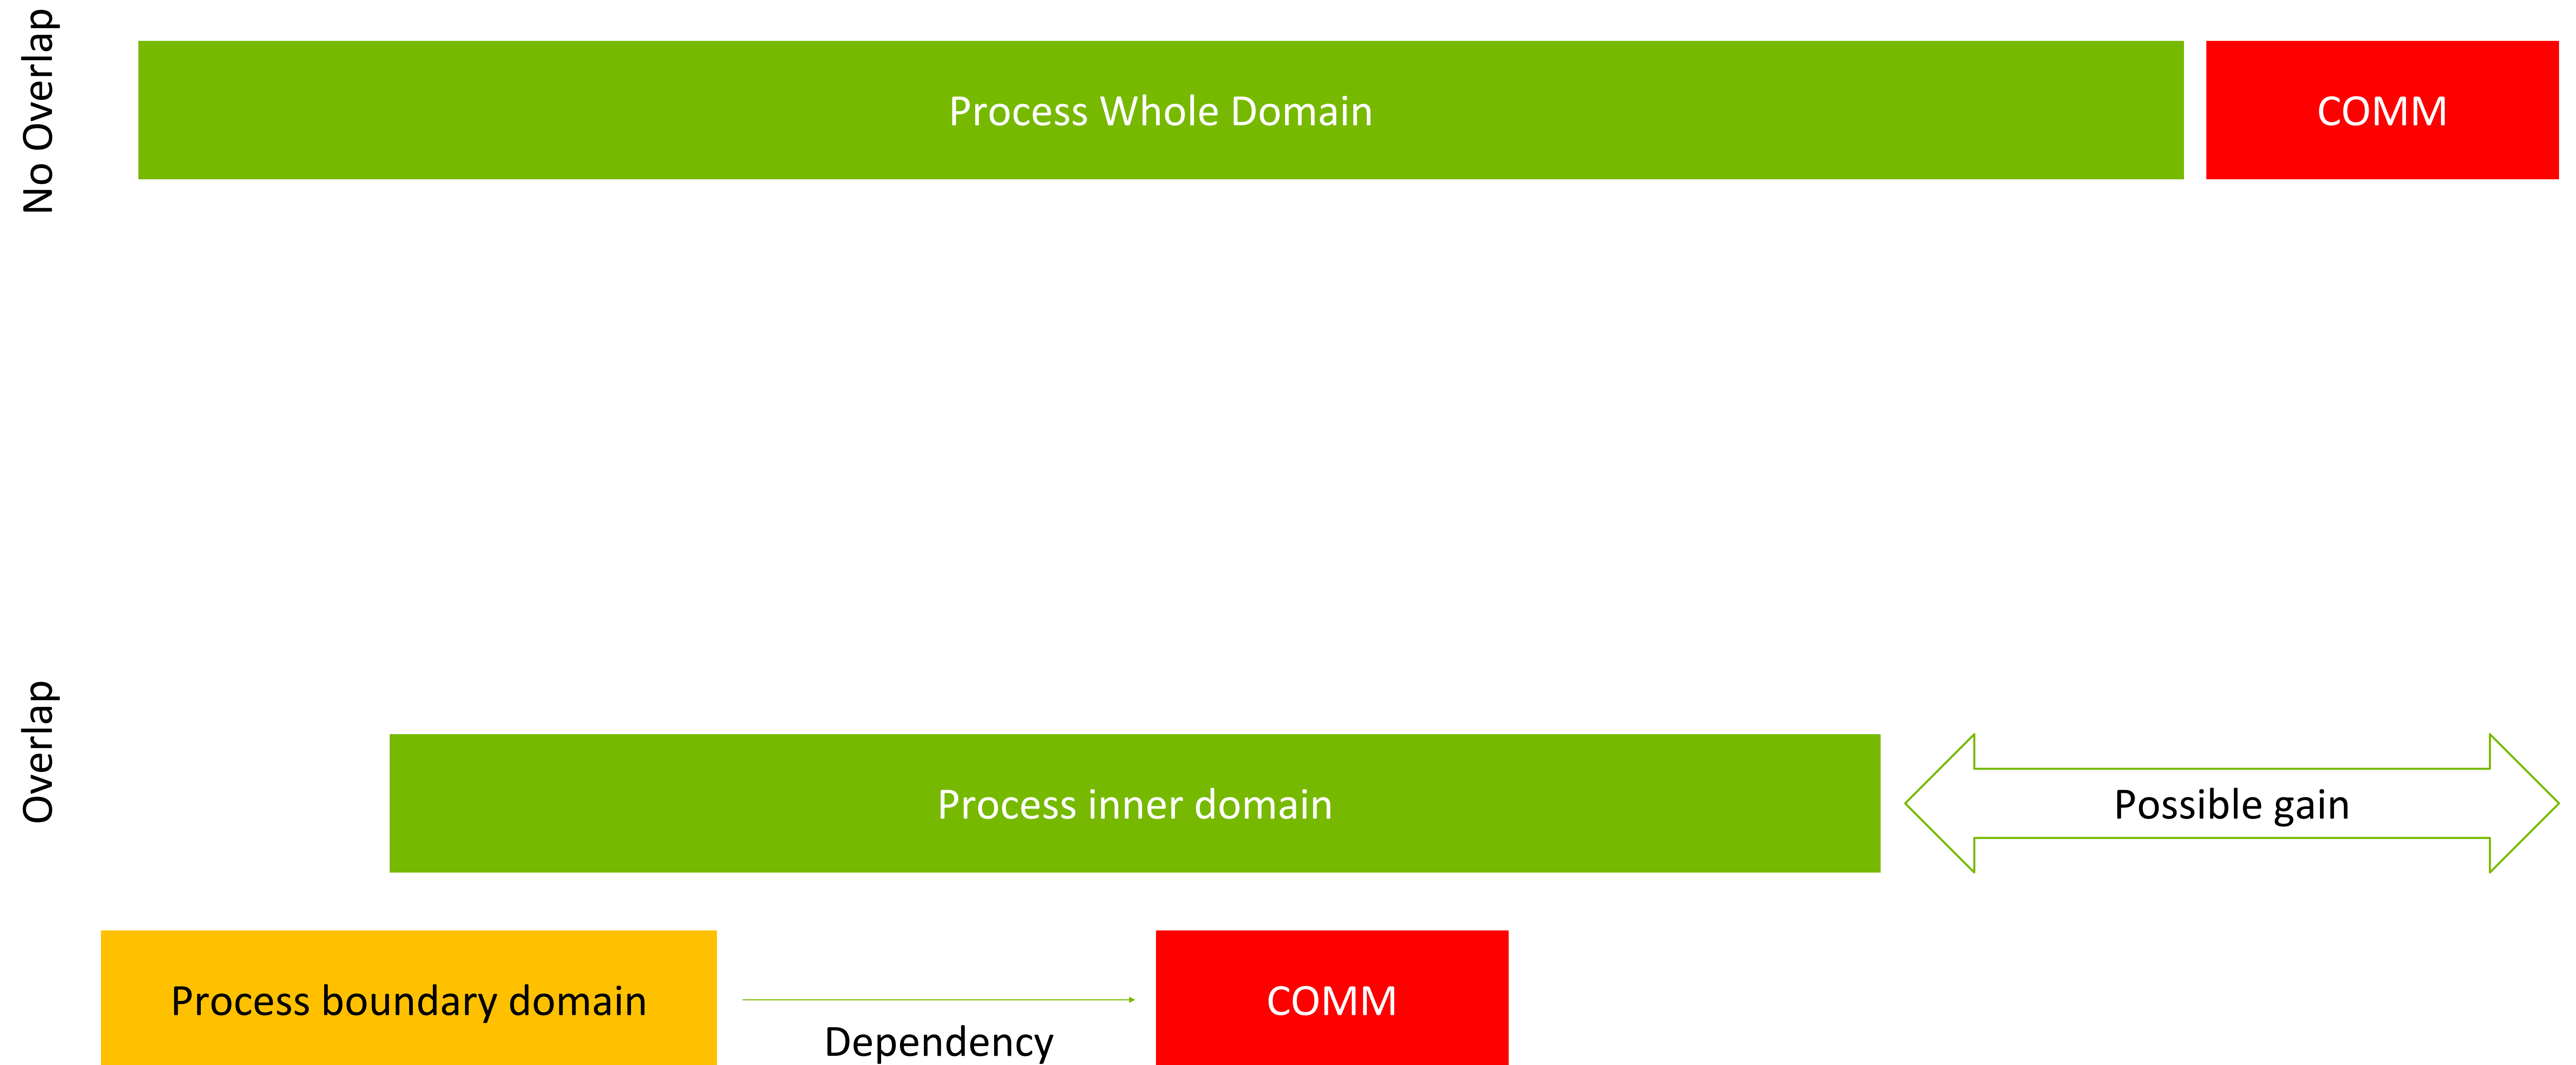 No Overlap
Process Whole Domain
COMM
Overlap
Process inner domain
Possible gain
Process boundary domain
Dependency
COMM